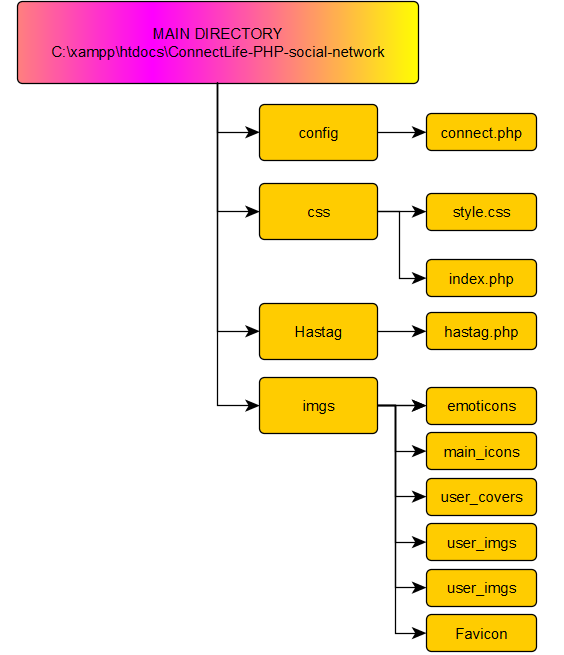 MAIN DIRECTORY
C:\xampp\htdocs\ConnectLife-PHP-social-network
config
connect.php
css
style.css
index.php
Hastag
hastag.php
imgs
emoticons
main_icons
user_covers
user_imgs
user_imgs
Favicon